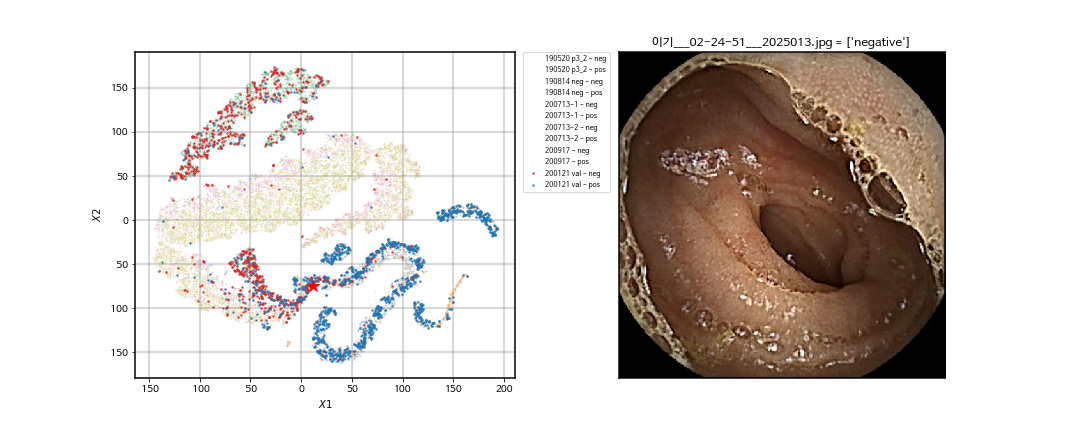 이기___02-24-51___2025013.jpg = ['negative']
190520 p3_2 – neg
190520 p3_2 – pos
190814 neg – neg
190814 neg – pos
200713-1 – neg
200713-1 – pos
200713-2 – neg
200713-2 – pos
200917 – neg
200917 – pos
200121 val – neg
200121 val – pos
X2
150
100
50
0
50
100
150
150
100
50
0
50
100
150
200
X1